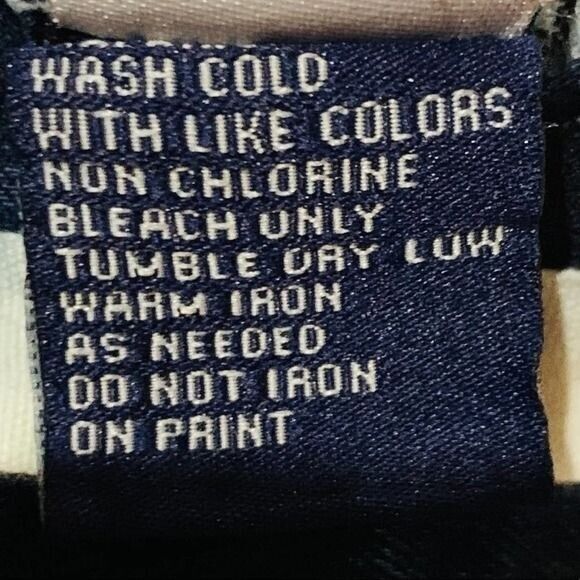 WASH COLD
WITH LIKE COLORS
NON CHLORINE
BLEACH ONLY
TUMBLE DRY LOW
WARM IRON
AS NEEDED
DO NOT IRON
ON PRINT